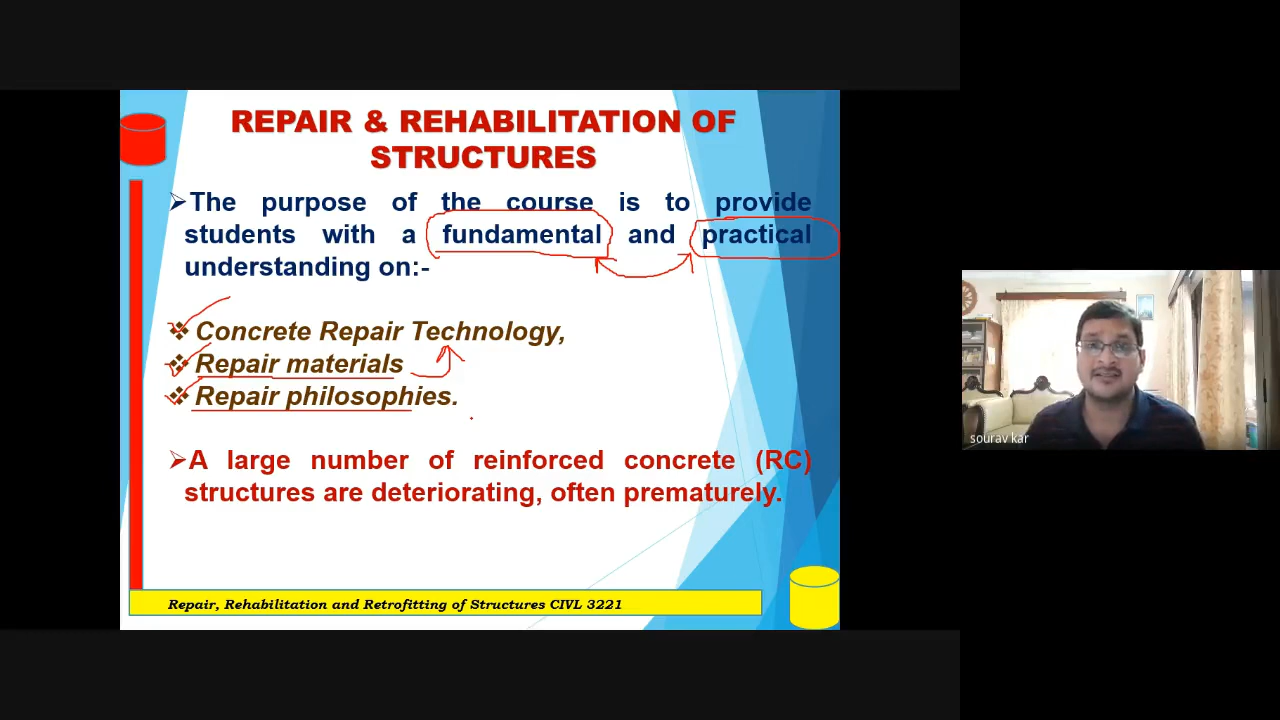 REPAIR & REHABILITATION OF
STRUCTURES
➢The purpose of the course is to provide
students with a fundamental and practical
understanding on:-
❖Concrete Repair Technology,
❖Repair materials
❖Repair philosophies.
➢A large number of reinforced concrete (RC)
structures are deteriorating, often prematurely.
Repair, Rehabilitation and Retrofitting of Structures CIVL 3221
sourav kar